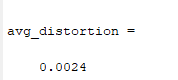 avg_distortion =
0.0024